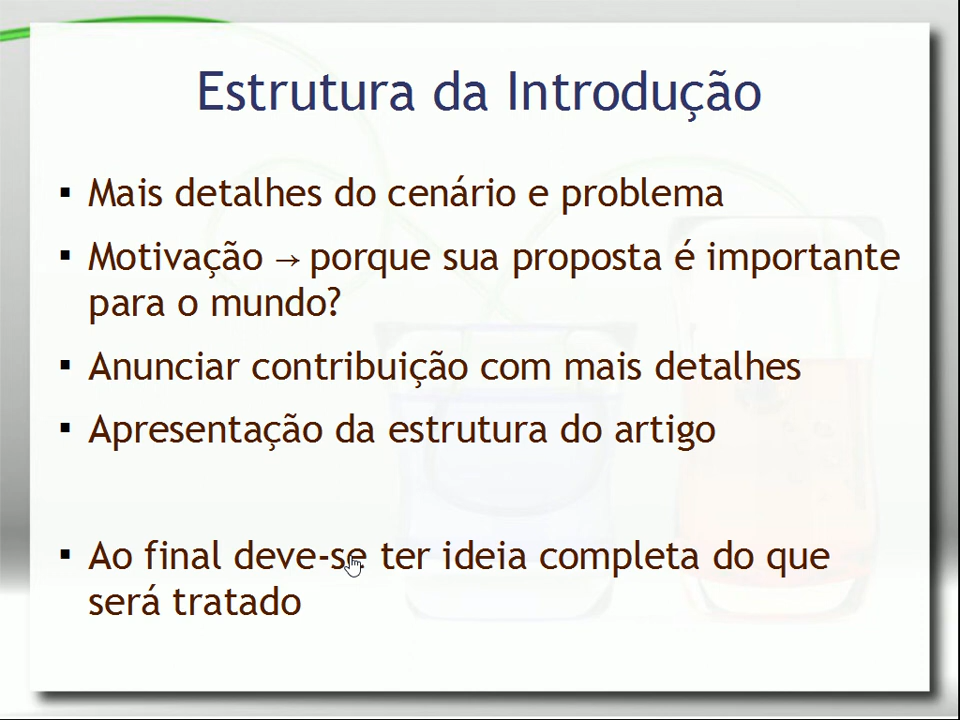 Estrutura da Introdução
▪ Mais detalhes do cenário e problema
▪ Motivação → porque sua proposta é importante
para o mundo?
▪ Anunciar contribuição com mais detalhes
▪ Apresentação da estrutura do artigo
▪ Ao final deve-se ter ideia completa do que
será tratado